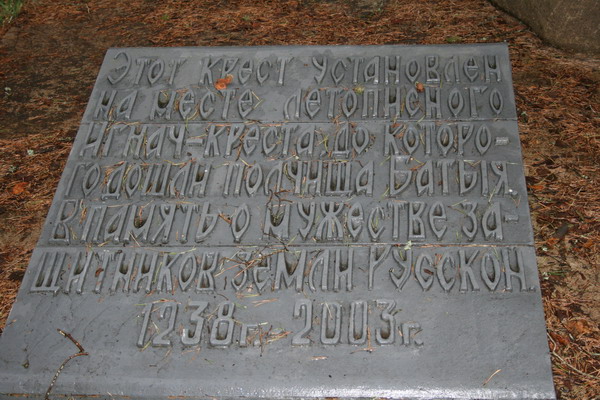 Этот крест установлен
на месте летописного
Игнач-креста, до которо-
го дошли полчища Батыя
В память о мужестве за-
щитников земли Русской.
1238г.- 2003г.